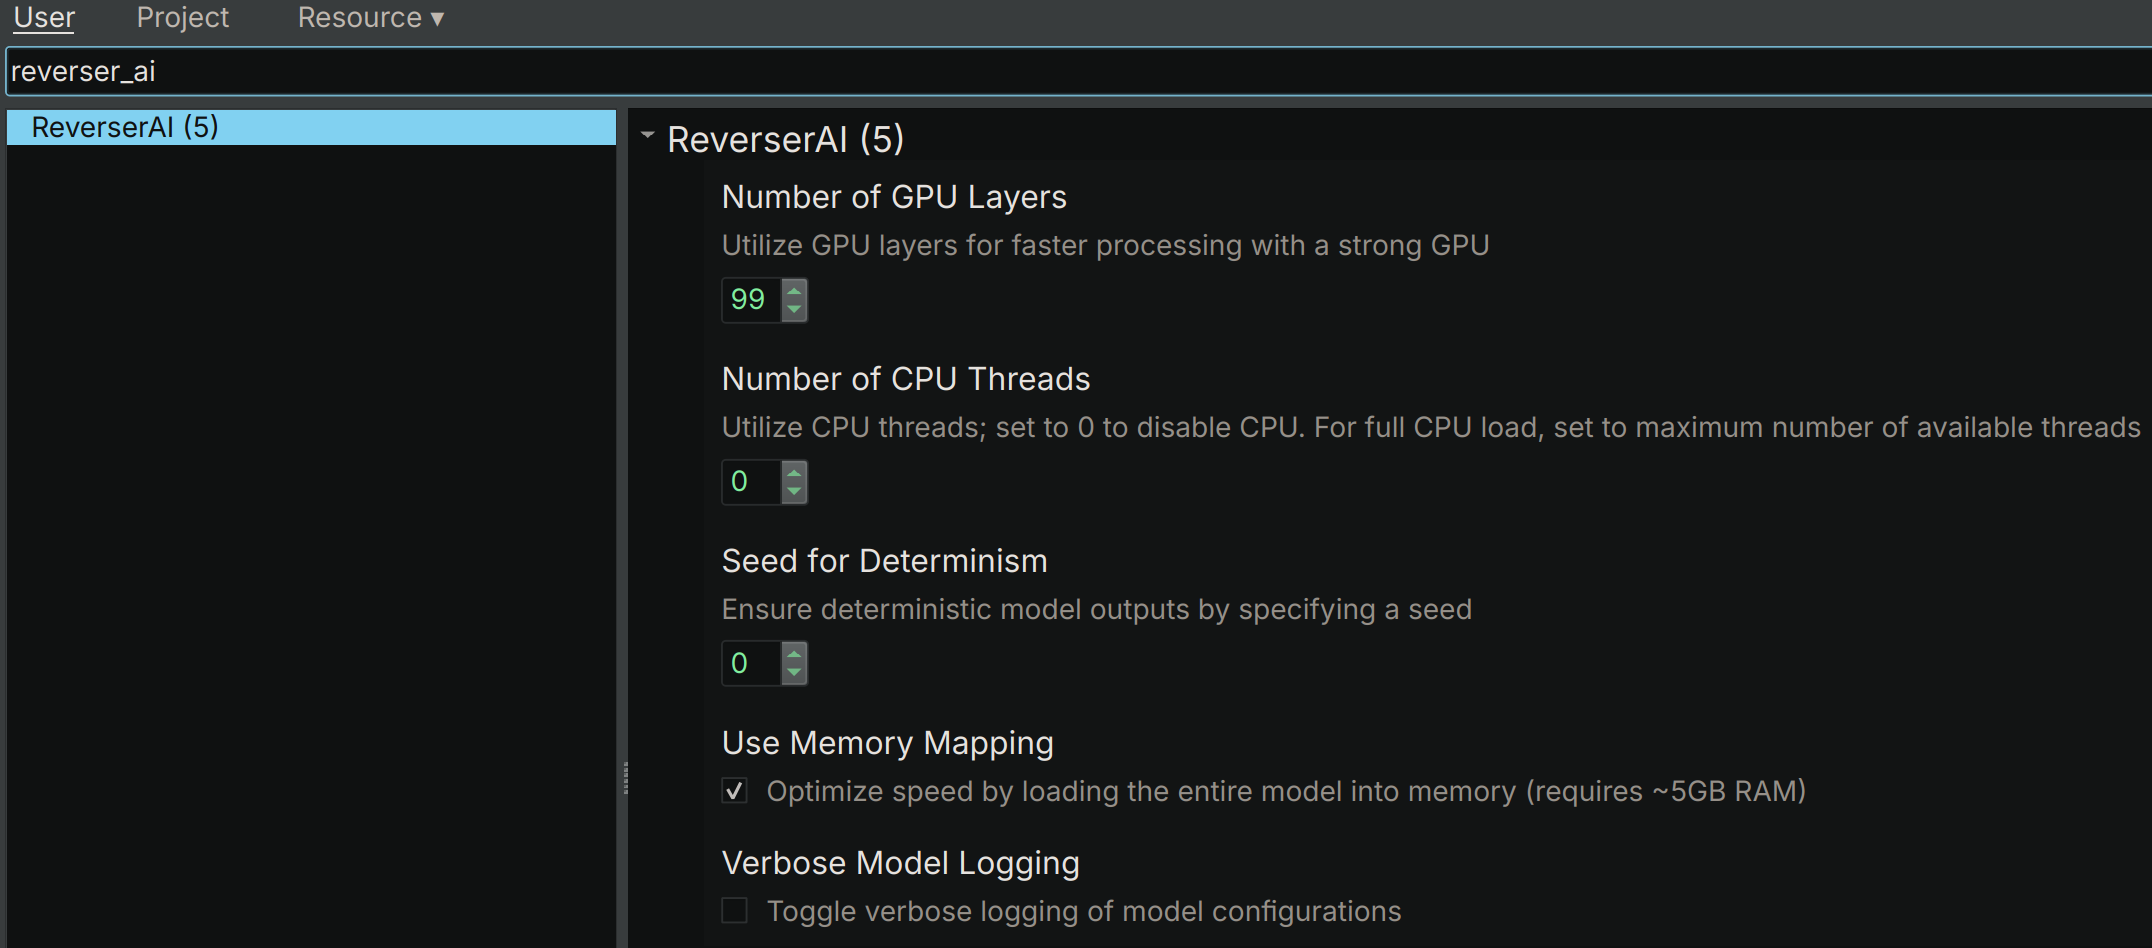 User Project Resource ▾
reverser_ai
ReverserAI (5)
ReverserAI (5)
Number of GPU Layers
Utilize GPU layers for faster processing with a strong GPU
99
Number of CPU Threads
Utilize CPU threads; set to 0 to disable CPU. For full CPU load, set to maximum number of available threads
0
Seed for Determinism
Ensure deterministic model outputs by specifying a seed
0
Use Memory Mapping
Optimize speed by loading the entire model into memory (requires ~5GB RAM)
Verbose Model Logging
Toggle verbose logging of model configurations